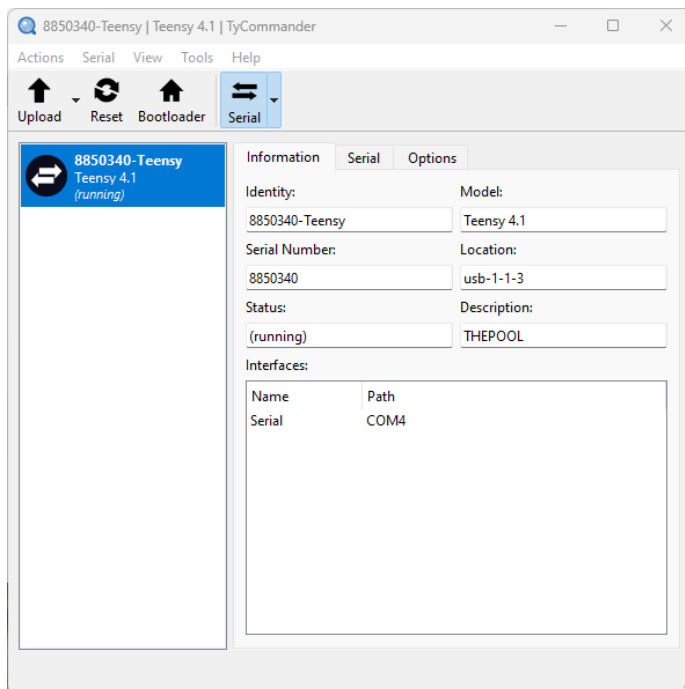 8850340-Teensy | Teensy 4.1 | TyCommander
Actions Serial View Tools Help
Upload Reset Bootloader Serial
8850340-Teensy
Teensy 4.1
(running)
Information Serial Options
Identity: Model:
8850340-Teensy Teensy 4.1
Serial Number: Location:
8850340 usb-1-1-3
Status: Description:
(running) THEPOOL
Interfaces:
Name Path
Serial COM4